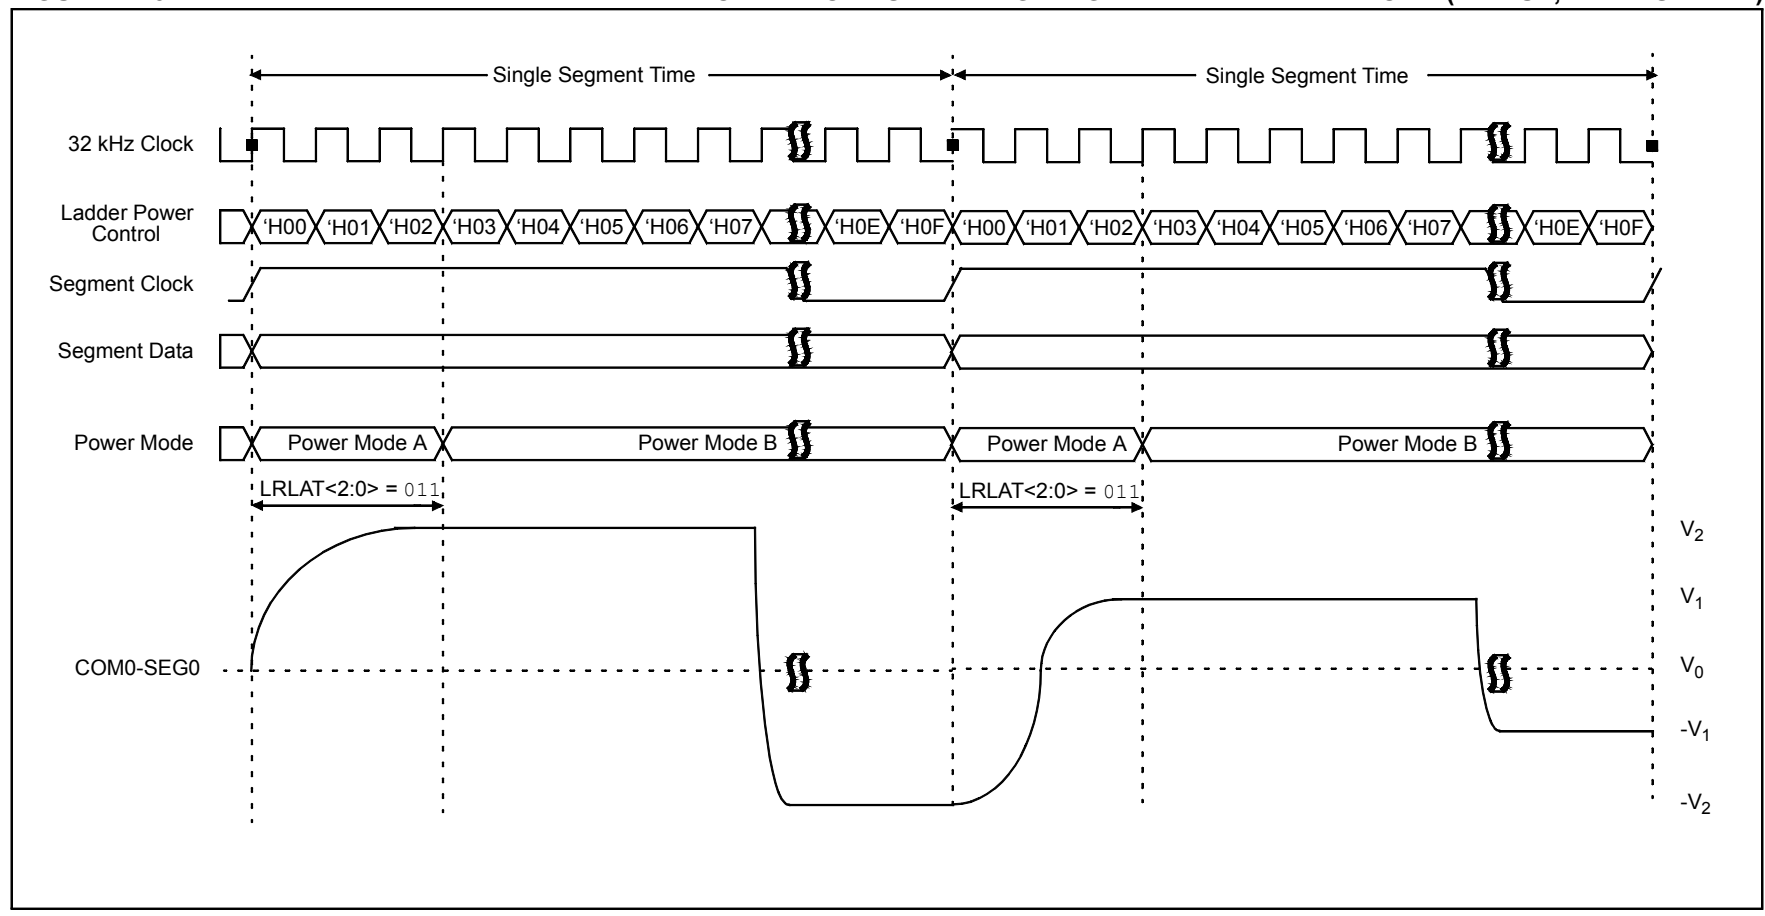 Single Segment Time Single Segment Time
32 kHz Clock
Ladder Power
Control
‘H00 ‘H01 ‘H02 ‘H03 ‘H04 ‘H05 ‘H06 ‘H07 ‘H0E ‘H0F ‘H00 ‘H01 ‘H02 ‘H03 ‘H04 ‘H05 ‘H06 ‘H07 ‘H0E ‘H0F
Segment Clock
Segment Data
Power Mode Power Mode A Power Mode B Power Mode A Power Mode B
LRLAT<2:0> = 011 LRLAT<2:0> = 011
V2
V1
COM0-SEG0 V0
-V1
-V2